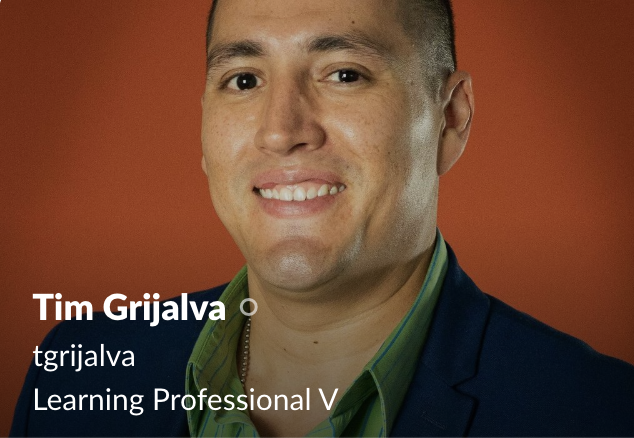 Tim Grijalva
tgrijalva
Learning Professional V